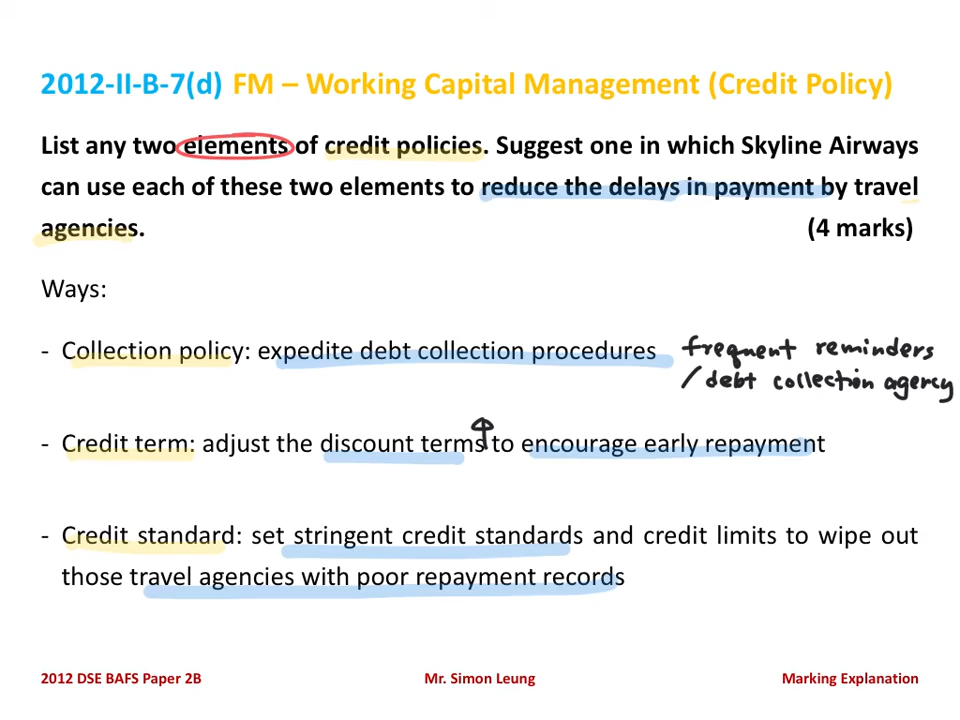 2012-II-B-7(d) FM – Working Capital Management (Credit Policy)
List any two elements of credit policies. Suggest one in which Skyline Airways
can use each of these two elements to reduce the delays in payment by travel
agencies. (4 marks)
Ways:
- Collection policy: expedite debt collection procedures frequent reminders
/ debt collection agency
- Credit term: adjust the discount terms ↑ to encourage early repayment
- Credit standard: set stringent credit standards and credit limits to wipe out
those travel agencies with poor repayment records
2012 DSE BAFS Paper 2B Mr. Simon Leung Marking Explanation